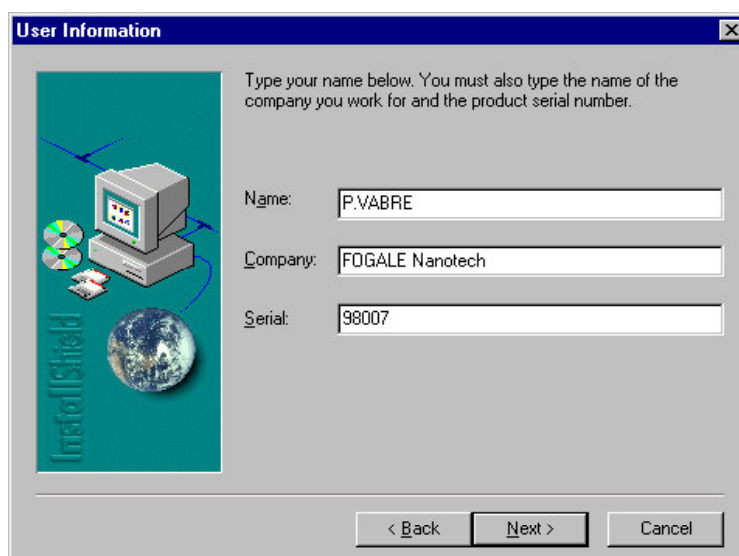 User Information
Type your name below. You must also type the name of the
company you work for and the product serial number.
Name: P.VABRE
Company: FOGALE Nanotech
Serial: 98007
InstallShield
< Back Next > Cancel